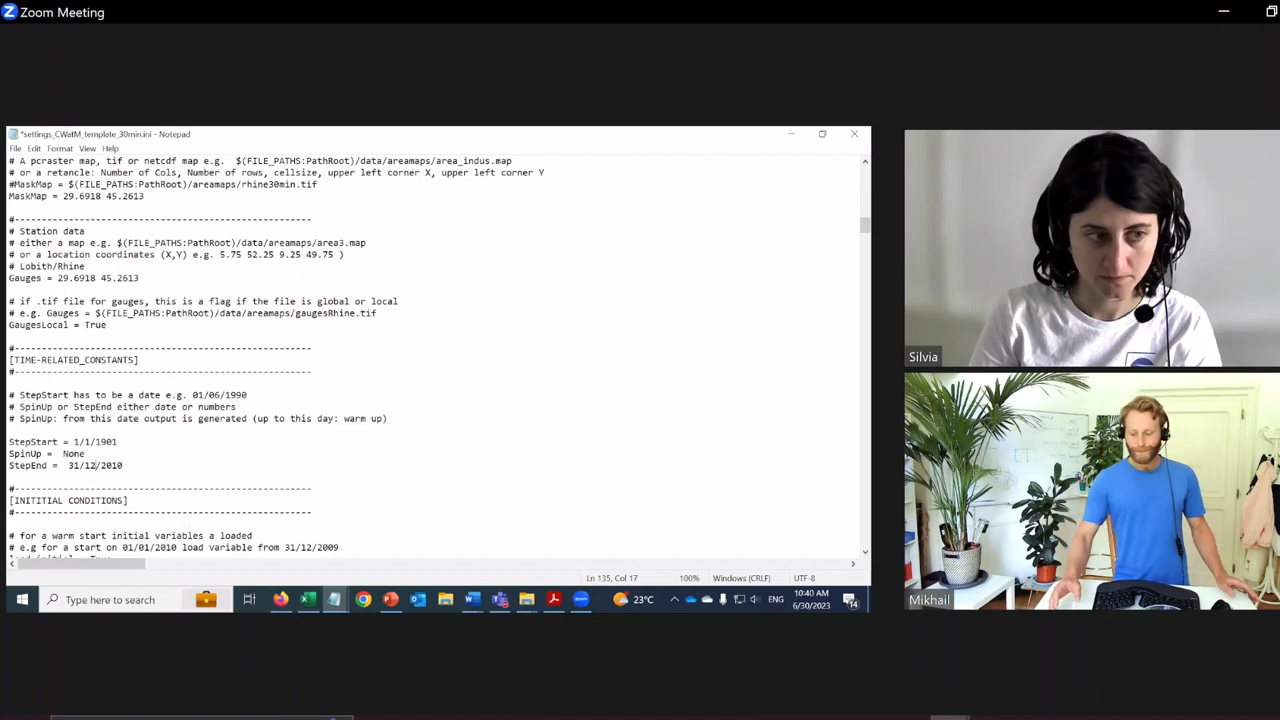 Zoom Meeting
*settings_CWatM_template_30min.ini - Notepad
File Edit Format View Help
# A pcraster map, tif or netcdf map e.g. $(FILE_PATHS:PathRoot)/data/areamaps/area_indus.map
# or a retancle: Number of Cols, Number of rows, cellsize, upper left corner X, upper left corner Y
#MaskMap = $(FILE_PATHS:PathRoot)/areamaps/rhine30min.tif
MaskMap = 29.6918 45.2613
#-------------------------------------------------------
# Station data
# either a map e.g. $(FILE_PATHS:PathRoot)/data/areamaps/area3.map
# or a location coordinates (X,Y) e.g. 5.75 52.25 9.25 49.75 )
# Lobith/Rhine
Gauges = 29.6918 45.2613
# if .tif file for gauges, this is a flag if the file is global or local
# e.g. Gauges = $(FILE_PATHS:PathRoot)/data/areamaps/gaugesRhine.tif
GaugesLocal = True
#-------------------------------------------------------
[TIME-RELATED_CONSTANTS]
#-------------------------------------------------------
# StepStart has to be a date e.g. 01/06/1990
# SpinUp or StepEnd either date or numbers
# SpinUp: from this date output is generated (up to this day: warm up)
StepStart = 1/1/1901
SpinUp = None
StepEnd = 31/12/2010
#-------------------------------------------------------
[INITITIAL CONDITIONS]
#-------------------------------------------------------
# for a warm start initial variables a loaded
# e.g for a start on 01/01/2010 load variable from 31/12/2009
Ln 135, Col 17
100%
Windows (CRLF)
UTF-8
Type here to search
23°C
ENG
10:40 AM
6/30/2023
14
Silvia
Mikhail